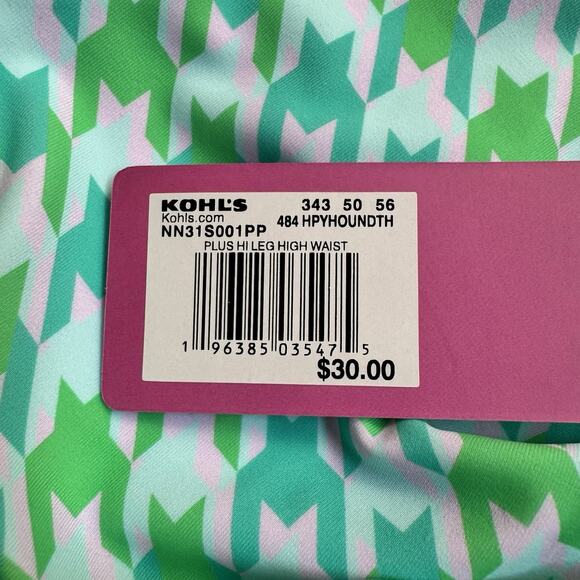 KOHL'S 343 50 56
Kohls.com 484 HPYHOUNDTH
NN31S001PP
PLUS HI LEG HIGH WAIST
1 96385 03547 5
$30.00